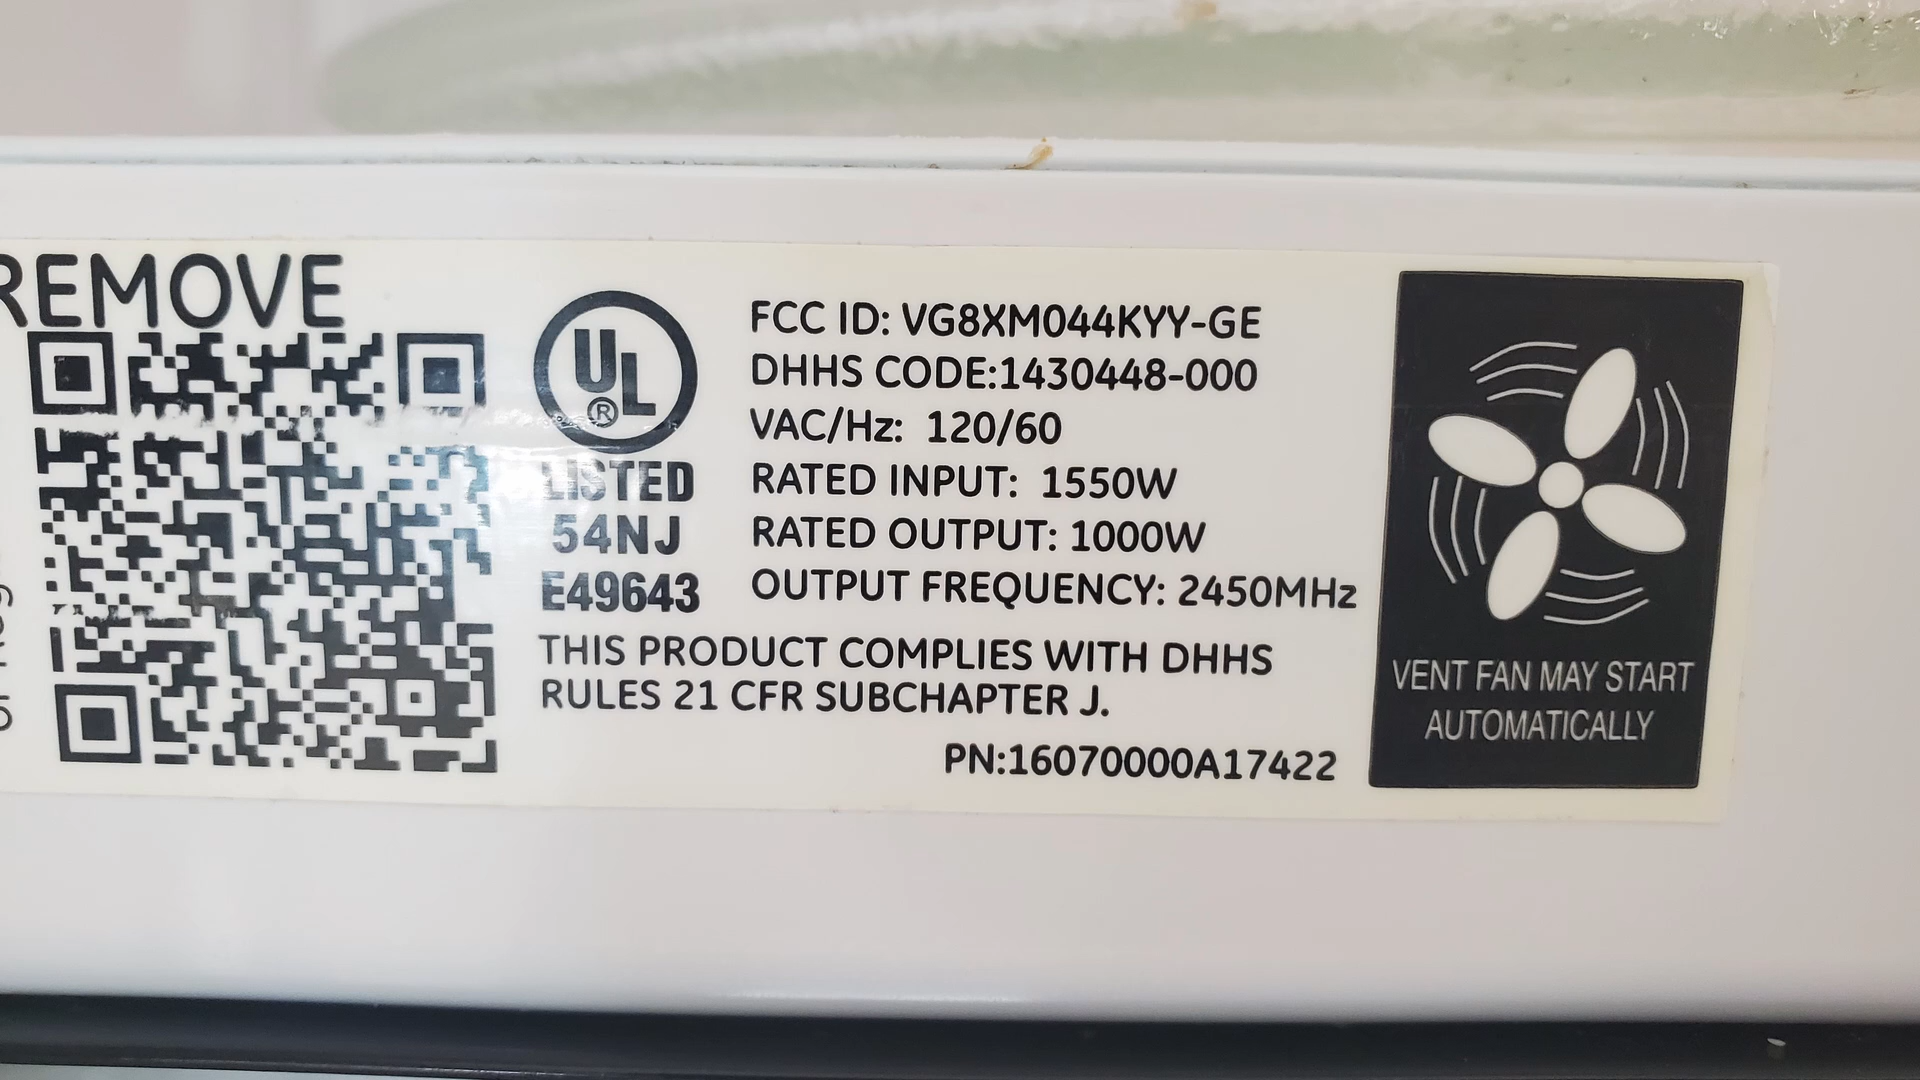 REMOVE
UL
®
LISTED
54NJ
E49643
FCC ID: VG8XM044KYY-GE
DHHS CODE:1430448-000
VAC/Hz: 120/60
RATED INPUT: 1550W
RATED OUTPUT: 1000W
OUTPUT FREQUENCY: 2450MHz
THIS PRODUCT COMPLIES WITH DHHS
RULES 21 CFR SUBCHAPTER J.
PN:16070000A17422
VENT FAN MAY START
AUTOMATICALLY